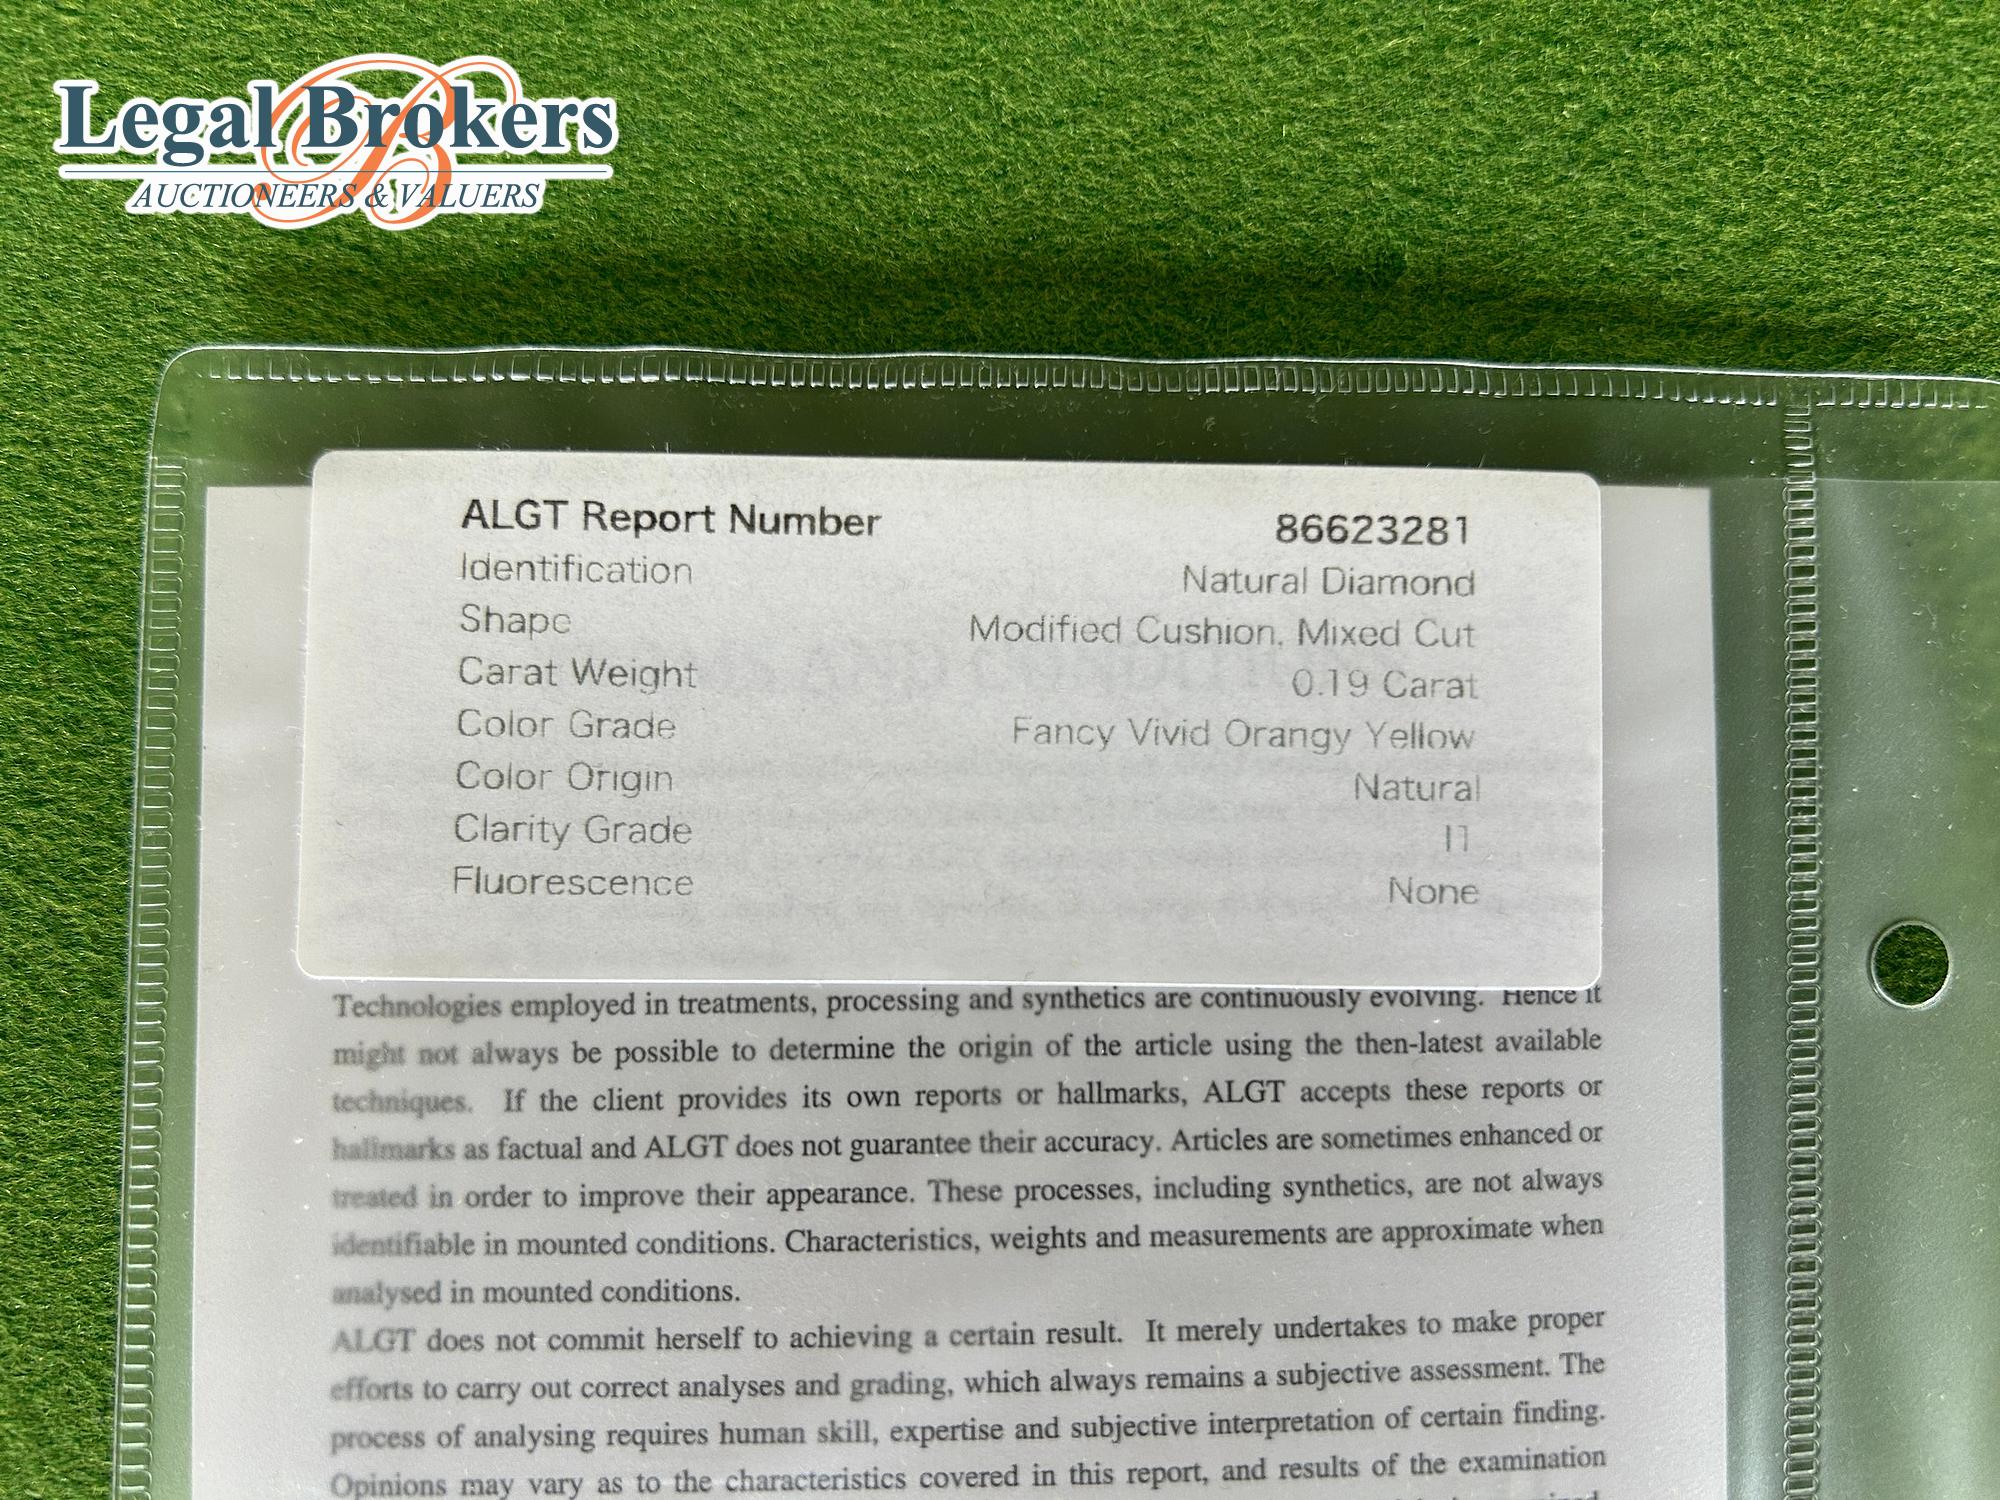 Legal Brokers
AUCTIONEERS & VALUERS
ALGT Report Number 86623281
Identification Natural Diamond
Shape Modified Cushion, Mixed Cut
Carat Weight 0.19 Carat
Color Grade Fancy Vivid Orangy Yellow
Color Origin Natural
Clarity Grade I1
Fluorescence None
Technologies employed in treatments, processing and synthetics are continuously evolving. Hence it
might not always be possible to determine the origin of the article using the then-latest available
techniques. If the client provides its own reports or hallmarks, ALGT accepts these reports or
hallmarks as factual and ALGT does not guarantee their accuracy. Articles are sometimes enhanced or
treated in order to improve their appearance. These processes, including synthetics, are not always
identifiable in mounted conditions. Characteristics, weights and measurements are approximate when
analysed in mounted conditions.
ALGT does not commit herself to achieving a certain result. It merely undertakes to make proper
efforts to carry out correct analyses and grading, which always remains a subjective assessment. The
process of analysing requires human skill, expertise and subjective interpretation of certain finding.
Opinions may vary as to the characteristics covered in this report, and results of the examination